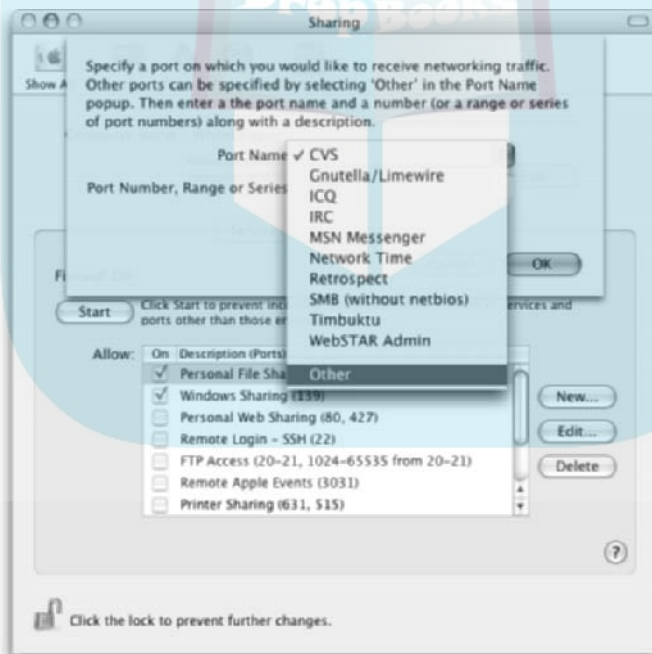 Drop Books
Sharing
Show A
Specify a port on which you would like to receive networking traffic.
Other ports can be specified by selecting 'Other' in the Port Name
popup. Then enter a the port name and a number (or a range or series
of port numbers) along with a description.
Port Name ✓ CVS
Gnutella/Limewire
Port Number, Range or Series
ICQ
IRC
MSN Messenger
Network Time
Retrospect
SMB (without netbios)
Timbuktu
WebSTAR Admin
Other
OK
Start
Click Start to prevent inc
ervices and
ports other than those e
Allow:
On Description (Ports)
Personal File Sha
Windows Sharing (139)
Personal Web Sharing (80, 427)
Remote Login – SSH (22)
FTP Access (20–21, 1024–65535 from 20–21)
Remote Apple Events (3031)
Printer Sharing (631, 515)
New...
Edit...
Delete
?
Click the lock to prevent further changes.